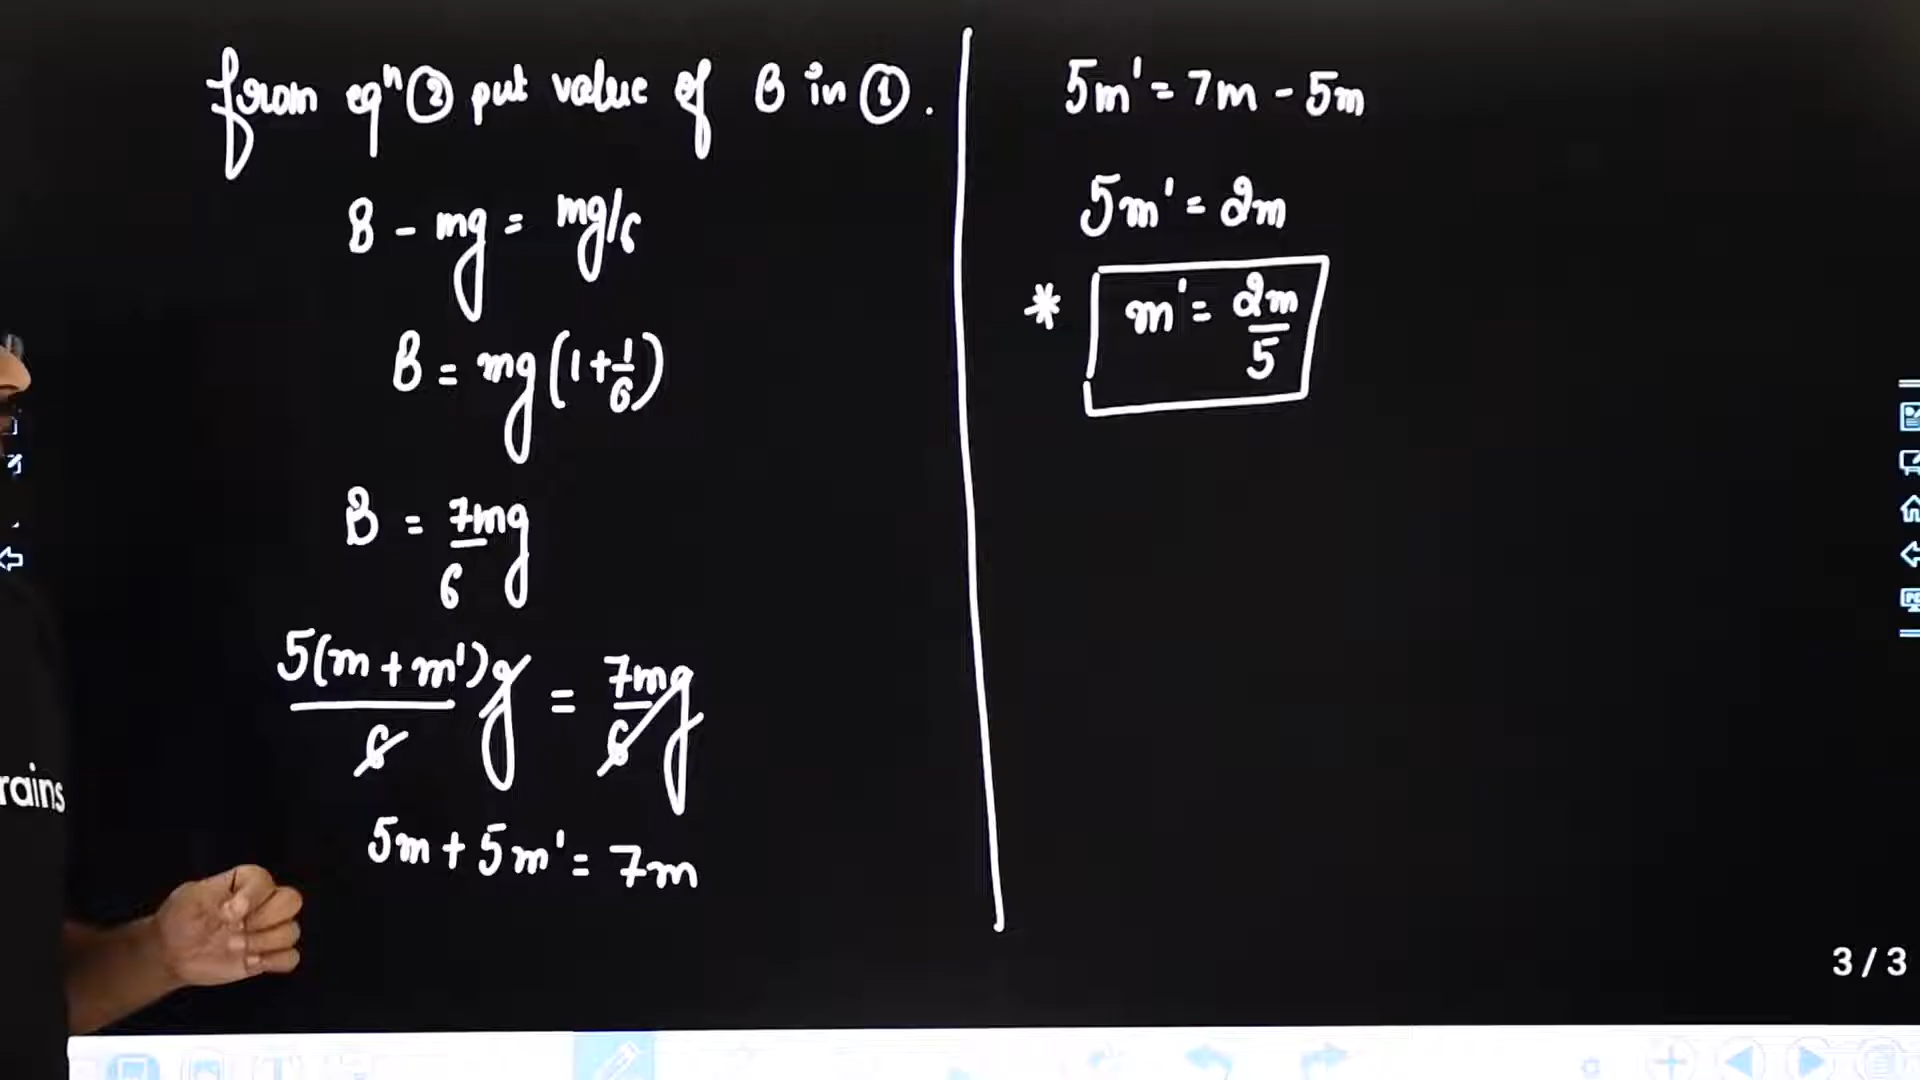 from eqⁿ ② put value of B in ①.
B - mg = mg/6
B = mg(1+1/6)
B = 7mg/6
5(m+m')g/6 = 7mg/6
5m + 5m' = 7m
5m' = 7m - 5m
5m' = 2m
* m' = 2m/5
rains
3 / 3